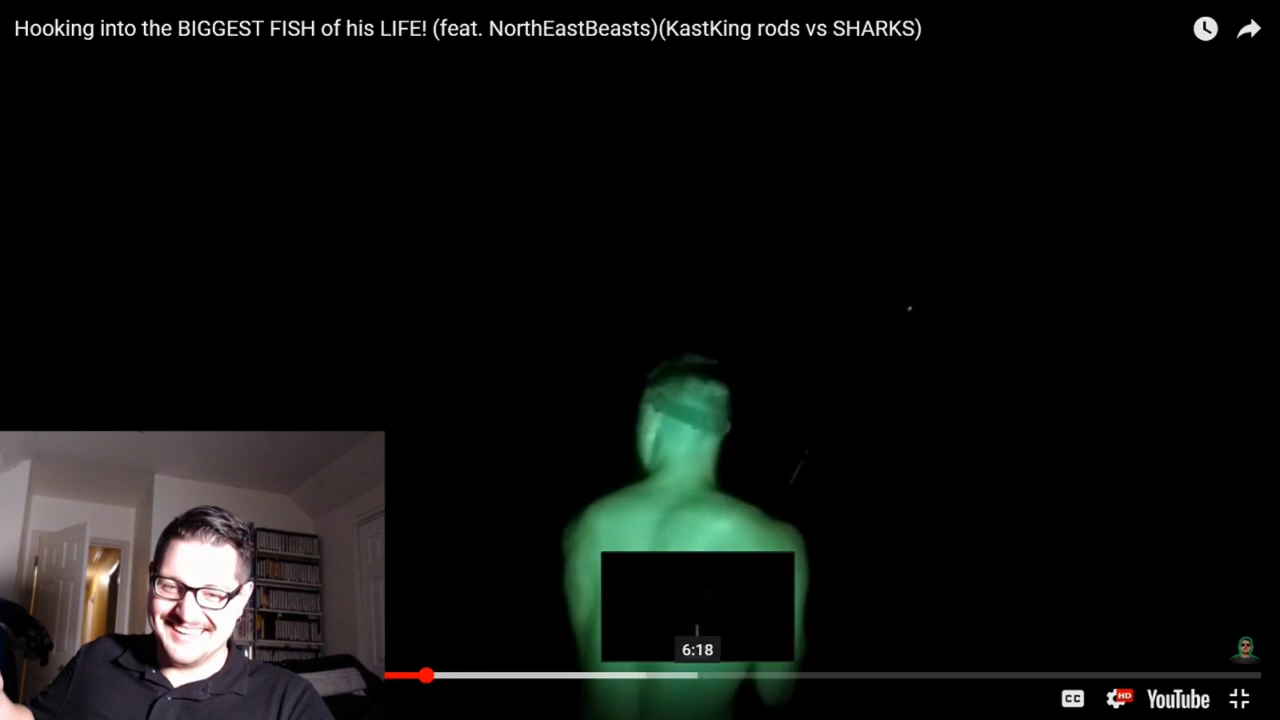 Hooking into the BIGGEST FISH of his LIFE! (feat. NorthEastBeasts)(KastKing rods vs SHARKS)
6:18
CC
HD
YouTube